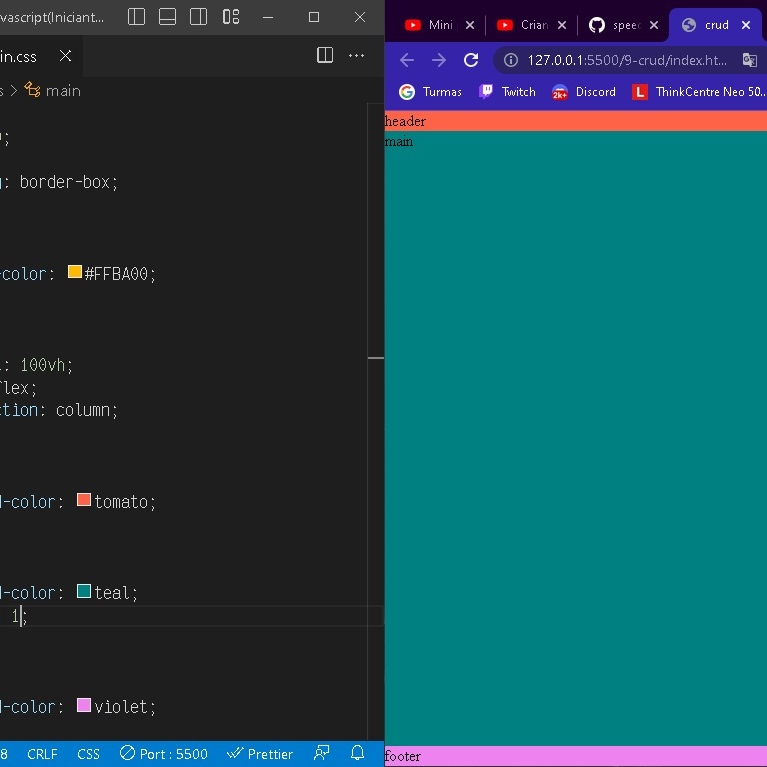 vascript(Iniciant...
in.css
s > main
;
: border-box;
-color: #FFBA00;
: 100vh;
flex;
ction: column;
d-color: tomato;
d-color: teal;
1;
d-color: violet;
8 CRLF CSS Port : 5500 Prettier
Mini Crian speec crud
127.0.0.1:5500/9-crud/index.ht...
Turmas Twitch 2K+ Discord L ThinkCentre Neo 50...
header
main
footer